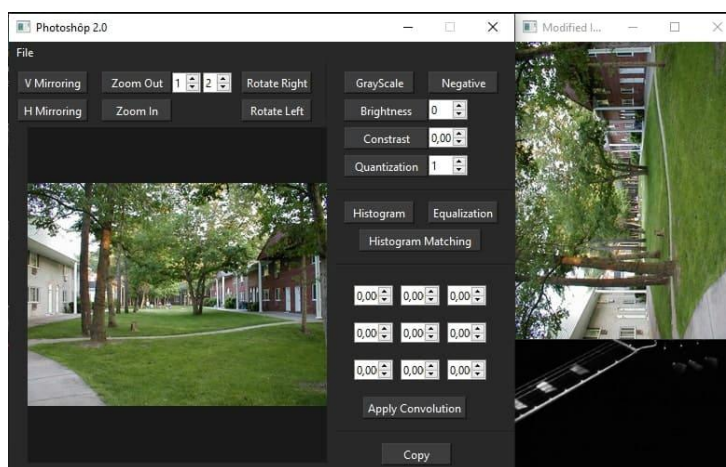 Photoshôp 2.0
Modified I...
File
V Mirroring Zoom Out 1 2 Rotate Right
H Mirroring Zoom In Rotate Left
GrayScale Negative
Brightness 0
Constrast 0,00
Quantization 1
Histogram Equalization
Histogram Matching
0,00 0,00 0,00
0,00 0,00 0,00
0,00 0,00 0,00
Apply Convolution
Copy